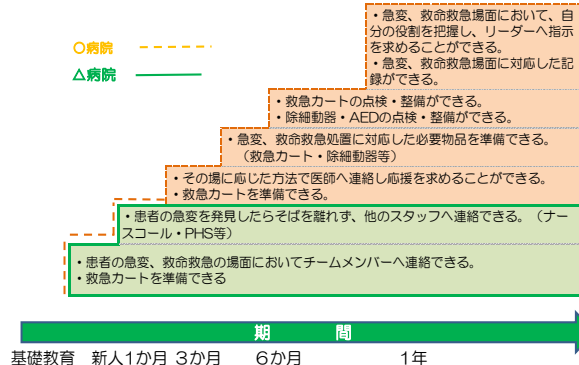 〇病院
△病院
・急変、救命救急場面において、自
分の役割を把握し、リーダーへ指示
を求めることができる。
・急変、救命救急場面に対応した記
録ができる。
・救急カートの点検・整備ができる。
・除細動器・AEDの点検・整備ができる。
・急変、救命救急処置に対応した必要物品を準備できる。
（救急カート・除細動器等）
・その場に応じた方法で医師へ連絡し応援を求めることができる。
・救急カートを準備できる。
・患者の急変を発見したらそばを離れず、他のスタッフへ連絡できる。（ナー
スコール・PHS等）
・患者の急変、救命救急の場面においてチームメンバーへ連絡できる。
・救急カートを準備できる
期 間
基礎教育 新人1か月 3か月 6か月 1年